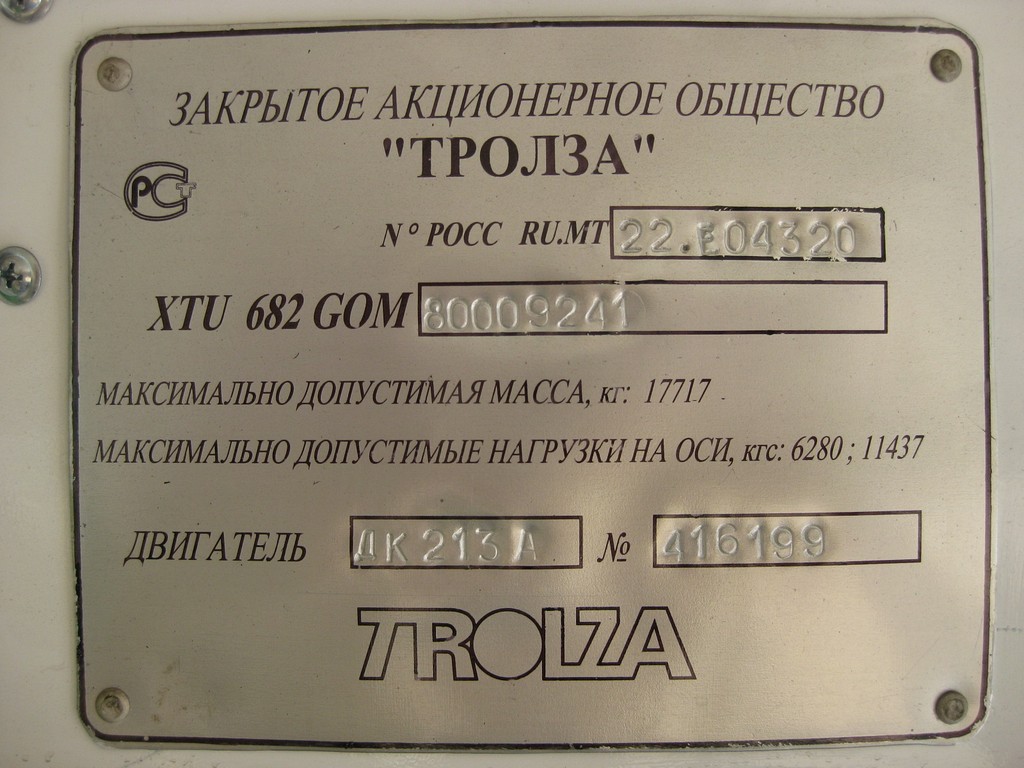 ЗАКРЫТОЕ АКЦИОНЕРНОЕ ОБЩЕСТВО
"ТРОЛЗА"
РСТ
N° РОСС RU.MT 22.E04320
XTU 682 GOM 80009241
МАКСИМАЛЬНО ДОПУСТИМАЯ МАССА, кг: 17717
МАКСИМАЛЬНО ДОПУСТИМЫЕ НАГРУЗКИ НА ОСИ, кгс: 6280 ; 11437
ДВИГАТЕЛЬ ДК 213 А № 416199
TROLZA